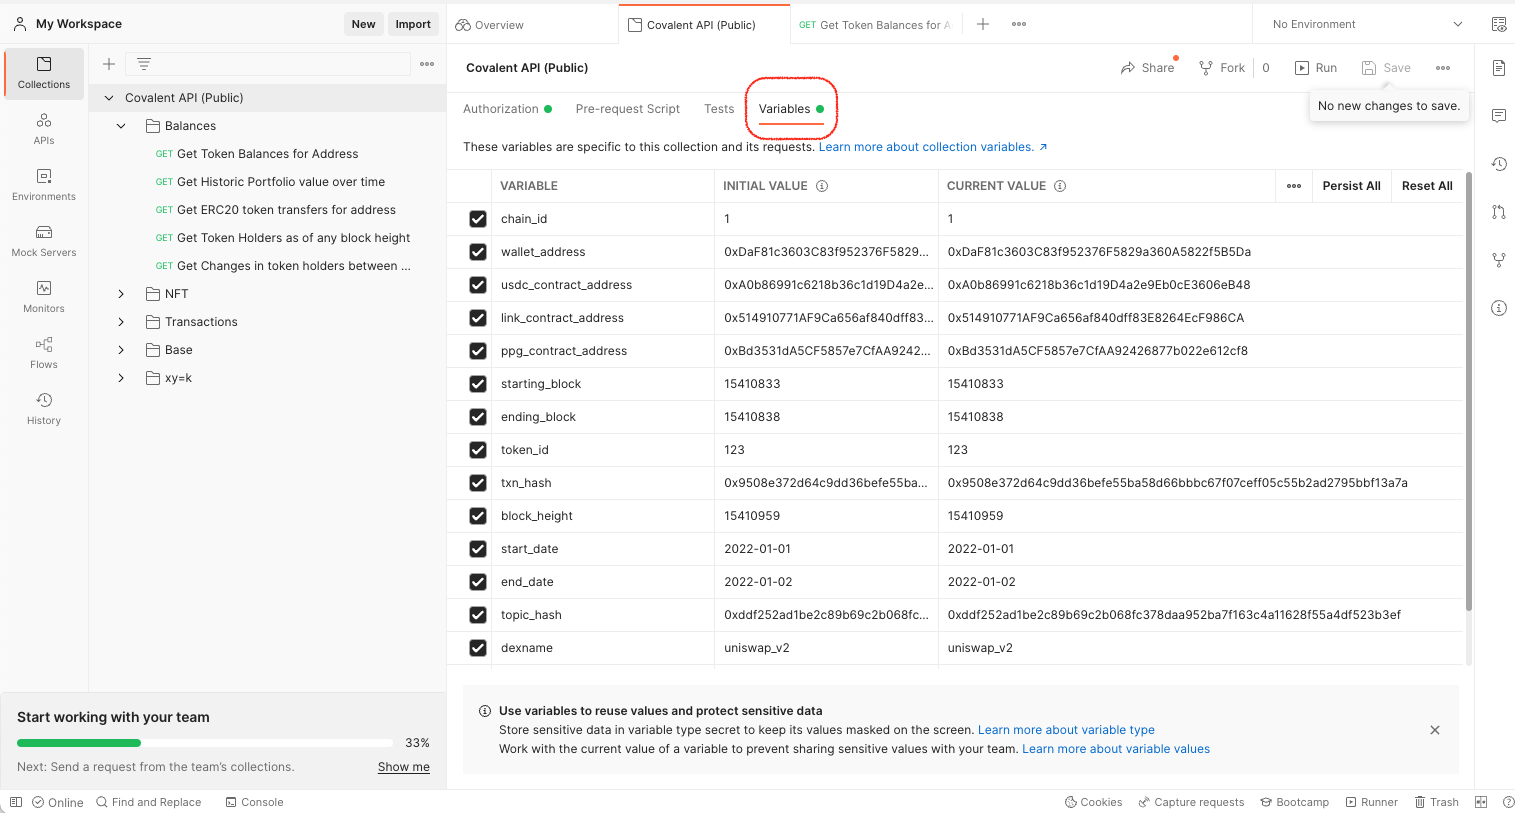 My Workspace
New
Import
Overview
Covalent API (Public)
GET Get Token Balances for A
No Environment
Collections
APIs
Environments
Mock Servers
Monitors
Flows
History
Covalent API (Public)
Balances
GET Get Token Balances for Address
GET Get Historic Portfolio value over time
GET Get ERC20 token transfers for address
GET Get Token Holders as of any block height
GET Get Changes in token holders between ...
NFT
Transactions
Base
xy=k
Covalent API (Public)
Share
Fork
0
Run
Save
No new changes to save.
Authorization
Pre-request Script
Tests
Variables
These variables are specific to this collection and its requests. Learn more about collection variables. ↗
VARIABLE INITIAL VALUE CURRENT VALUE Persist All Reset All
chain_id 1 1
wallet_address 0xDaF81c3603C83f952376F5829... 0xDaF81c3603C83f952376F5829a360A5822f5B5Da
usdc_contract_address 0xA0b86991c6218b36c1d19D4a2e... 0xA0b86991c6218b36c1d19D4a2e9Eb0cE3606eB48
link_contract_address 0x514910771AF9Ca656af840dff83... 0x514910771AF9Ca656af840dff83E8264EcF986CA
ppg_contract_address 0xBd3531dA5CF5857e7CfAA9242... 0xBd3531dA5CF5857e7CfAA92426877b022e612cf8
starting_block 15410833 15410833
ending_block 15410838 15410838
token_id 123 123
txn_hash 0x9508e372d64c9dd36befe55ba... 0x9508e372d64c9dd36befe55ba58d66bbbc67f07ceff05c55b2ad2795bbf13a7a
block_height 15410959 15410959
start_date 2022-01-01 2022-01-01
end_date 2022-01-02 2022-01-02
topic_hash 0xddf252ad1be2c89b69c2b068fc... 0xddf252ad1be2c89b69c2b068fc378daa952ba7f163c4a11628f55a4df523b3ef
dexname uniswap_v2 uniswap_v2
Use variables to reuse values and protect sensitive data
Store sensitive data in variable type secret to keep its values masked on the screen. Learn more about variable type
Work with the current value of a variable to prevent sharing sensitive values with your team. Learn more about variable values
Start working with your team
33%
Next: Send a request from the team's collections. Show me
Online
Find and Replace
Console
Cookies
Capture requests
Bootcamp
Runner
Trash